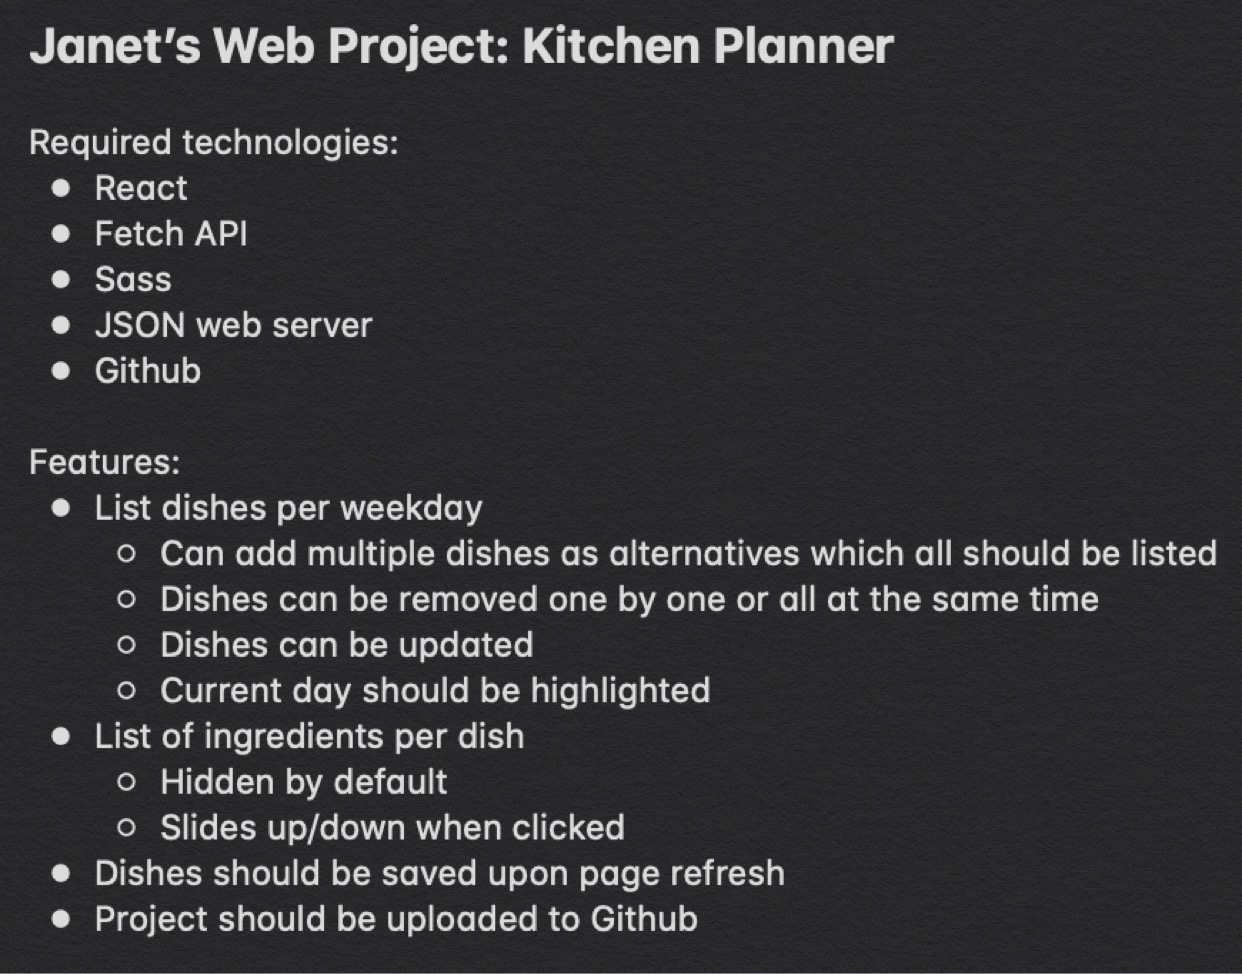 Janet’s Web Project: Kitchen Planner
Required technologies:
● React
● Fetch API
● Sass
● JSON web server
● Github
Features:
● List dishes per weekday
○ Can add multiple dishes as alternatives which all should be listed
○ Dishes can be removed one by one or all at the same time
○ Dishes can be updated
○ Current day should be highlighted
● List of ingredients per dish
○ Hidden by default
○ Slides up/down when clicked
● Dishes should be saved upon page refresh
● Project should be uploaded to Github